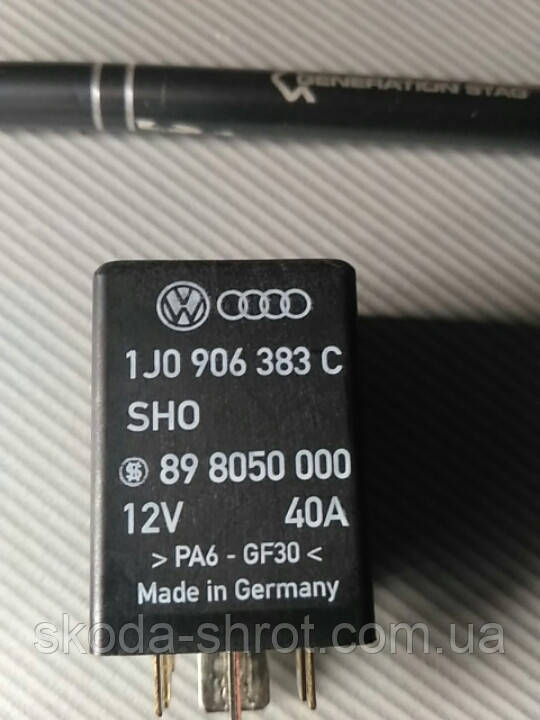 GENERATION STAG
1J0 906 383 C
SHO
89 8050 000
12V 40A
> PA6 - GF30 <
Made in Germany
skoda-shrot.com.ua